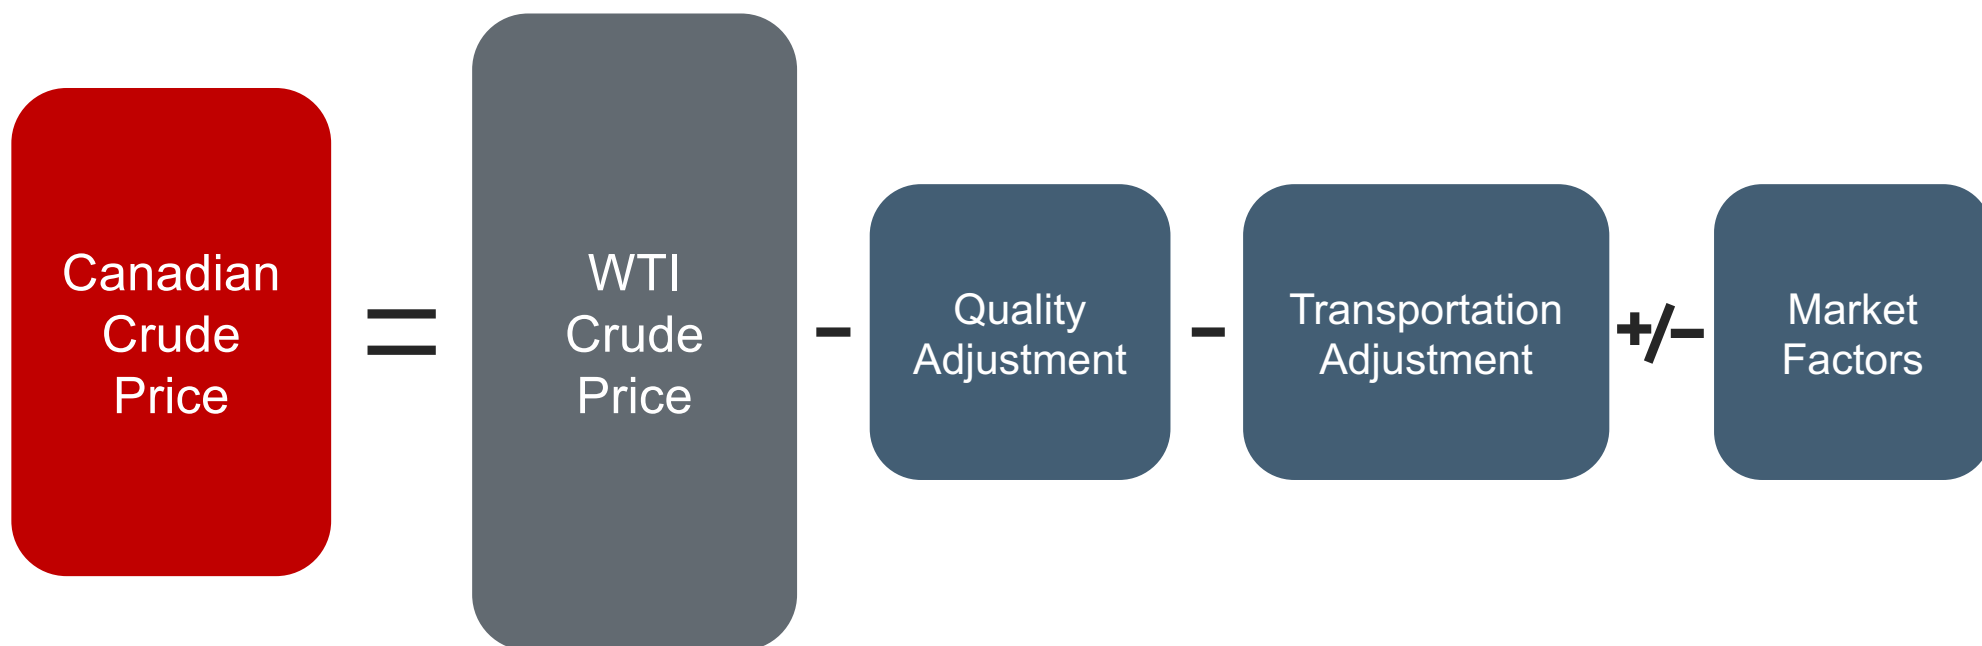 Canadian
Crude
Price
=
WTI
Crude
Price
-
Quality
Adjustment
-
Transportation
Adjustment
+/-
Market
Factors